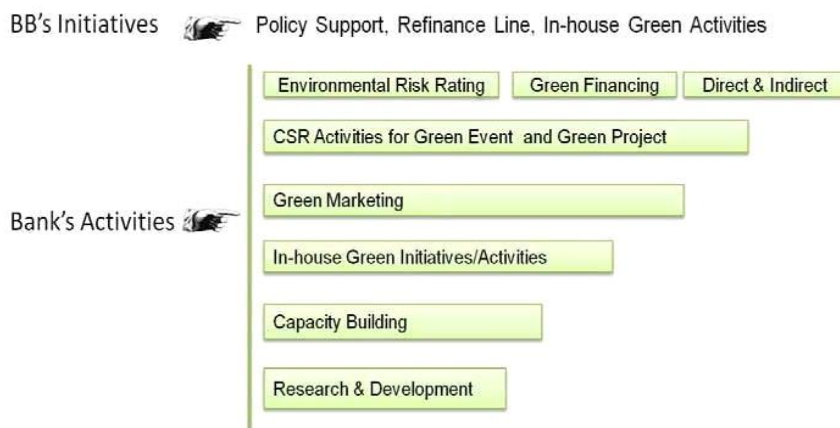 BB's Initiatives Policy Support, Refinance Line, In-house Green Activities
Environmental Risk Rating Green Financing Direct & Indirect
CSR Activities for Green Event and Green Project
Green Marketing
Bank's Activities
In-house Green Initiatives/Activities
Capacity Building
Research & Development